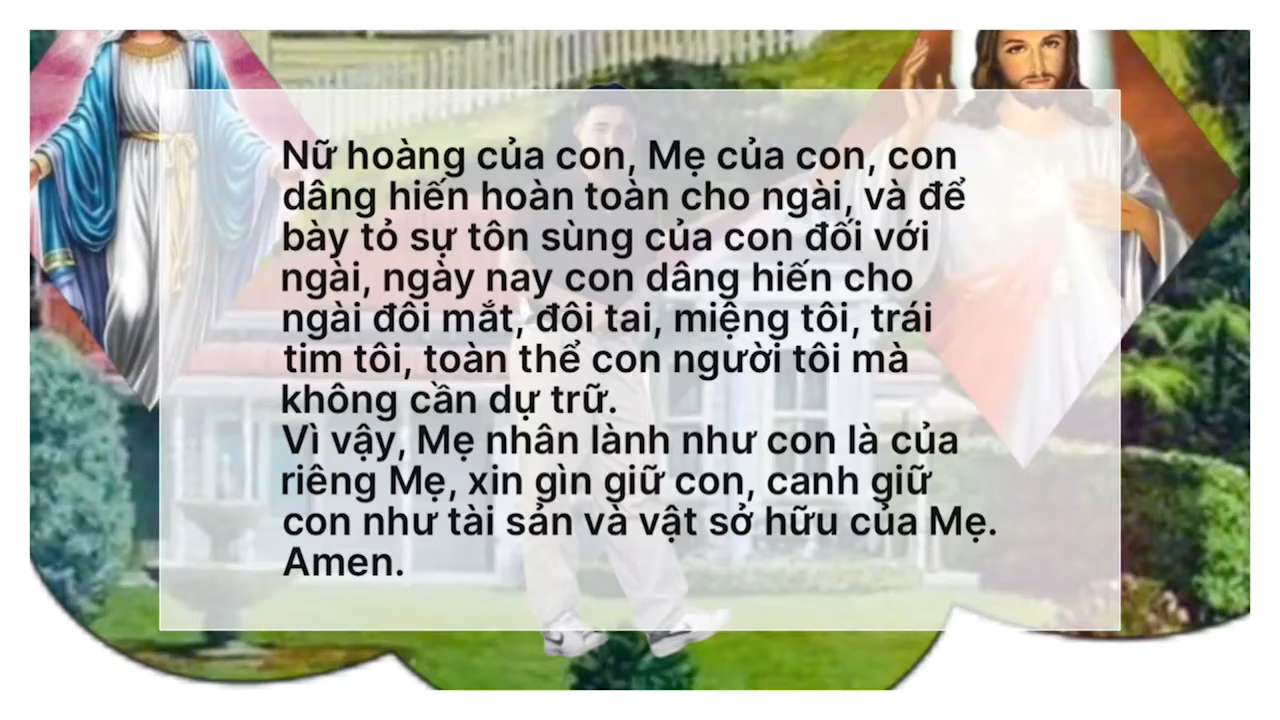 Nữ hoàng của con, Mẹ của con, con
dâng hiến hoàn toàn cho ngài, và để
bày tỏ sự tôn sùng của con đối với
ngài, ngày nay con dâng hiến cho
ngài đôi mắt, đôi tai, miệng tôi, trái
tim tôi, toàn thể con người tôi mà
không cần dự trữ.
Vì vậy, Mẹ nhân lành như con là của
riêng Mẹ, xin gìn giữ con, canh giữ
con như tài sản và vật sở hữu của Mẹ.
Amen.